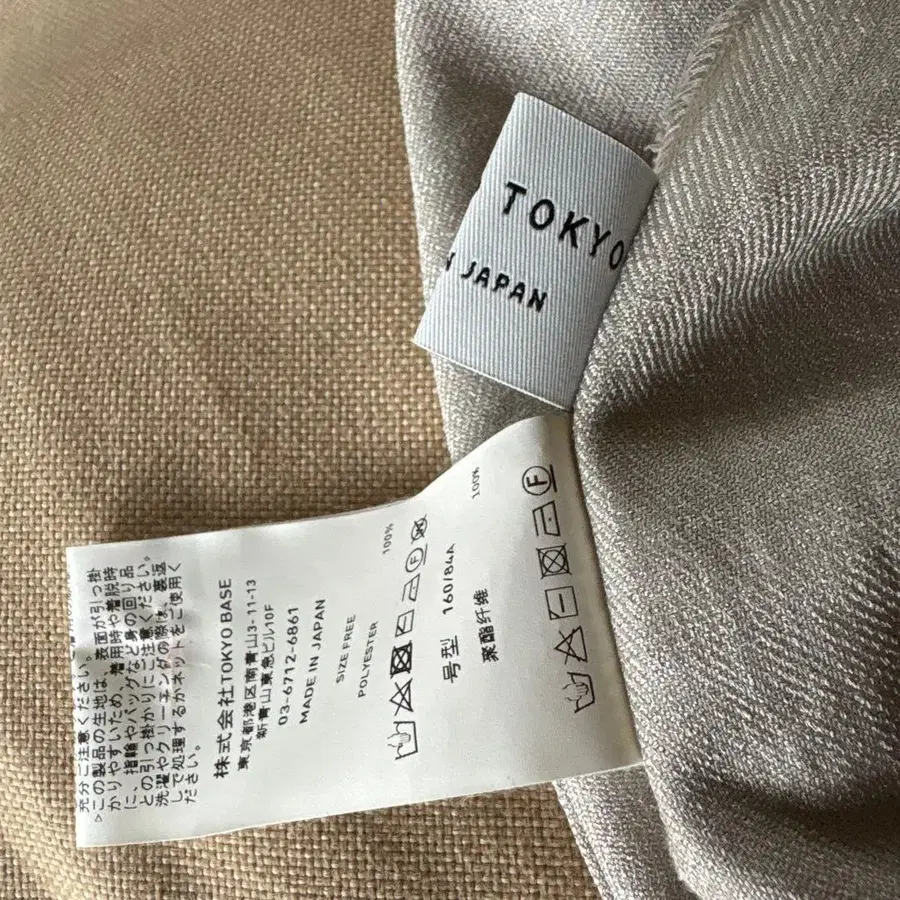 TOKYO
JAPAN
充分ご注意ください。
>この製品の生地は、表面が引っ掛
かりやすいため、着用時や着脱時
に、指輪やバッグなど身の回り品
との引っ掛かりにご注意ください。
洗濯やクリーニングの際は、裏返
しで処理するかネットをご使用く
ださい。
株式会社TOKYO BASE
東京都港区南青山3-11-13
新青山東急ビル10F
03-6712-6861
MADE IN JAPAN
SIZE FREE
POLYESTER 100%
号型 160/84A
聚酯纤维 100%